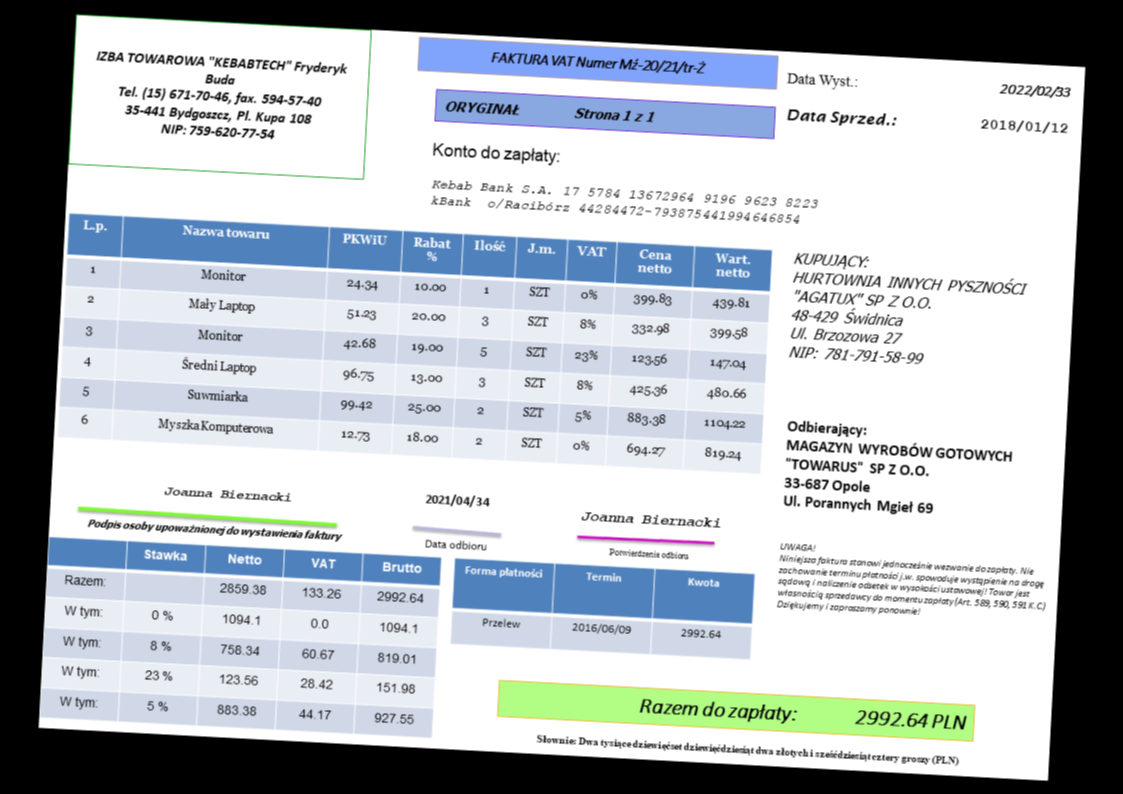 IZBA TOWAROWA "KEBABTECH" Fryderyk
Buda
Tel. (15) 671-70-46, fax. 594-57-40
35-441 Bydgoszcz, Pl. Kupa 108
NIP: 759-620-77-54
FAKTURA VAT Numer Mź-20/21/tr-Ż
ORYGINAŁ Strona 1 z 1
Data Wyst.: 2022/02/33
Data Sprzed.: 2018/01/12
Konto do zapłaty:
Kebab Bank S.A. 17 5784 13672964 9196 9623 8223
kBank o/Racibórz 44284472-793875441994646854
L.p. Nazwa towaru PKWiU Rabat % Ilość J.m. VAT Cena netto Wart. netto
1 Monitor 24.34 10.00 1 SZT 0% 399.83 439.81
2 Mały Laptop 51.23 20.00 3 SZT 8% 332.98 399.58
3 Monitor 42.68 19.00 5 SZT 23% 123.56 147.04
4 Średni Laptop 96.75 13.00 3 SZT 8% 425.36 480.66
5 Suwmiarka 99.42 25.00 2 SZT 5% 883.38 1104.22
6 Myszka Komputerowa 12.73 18.00 2 SZT 0% 694.27 819.24
KUPUJĄCY:
HURTOWNIA INNYCH PYSZNOŚCI
"AGATUX" SP Z O.O.
48-429 Świdnica
Ul. Brzozowa 27
NIP: 781-791-58-99
Odbierający:
MAGAZYN WYROBÓW GOTOWYCH
"TOWARUS" SP Z O.O.
33-687 Opole
Ul. Porannych Mgieł 69
Joanna Biernacki
Podpis osoby upoważnionej do wystawienia faktury
2021/04/34
Data odbioru
Joanna Biernacki
Potwierdzenie odbioru
UWAGA!
Niniejsza faktura stanowi jednocześnie wezwanie do zapłaty. Nie
zachowanie terminu płatności j.w. spowoduje wystąpienie na drogę
sądową i naliczenie odsetek w wysokości ustawowej! Towar jest
własnością sprzedawcy do momentu zapłaty (Art. 589, 590, 591 K.C)
Dziękujemy i zapraszamy ponownie!
Stawka Netto VAT Brutto
Razem: 2859.38 133.26 2992.64
W tym: 0 % 1094.1 0.0 1094.1
W tym: 8 % 758.34 60.67 819.01
W tym: 23 % 123.56 28.42 151.98
W tym: 5 % 883.38 44.17 927.55
Forma płatności Termin Kwota
Przelew 2016/06/09 2992.64
Razem do zapłaty: 2992.64 PLN
Słownie: Dwa tysiące dziewięćset dziewięćdziesiąt dwa złotych i sześćdziesiąt cztery groszy (PLN)